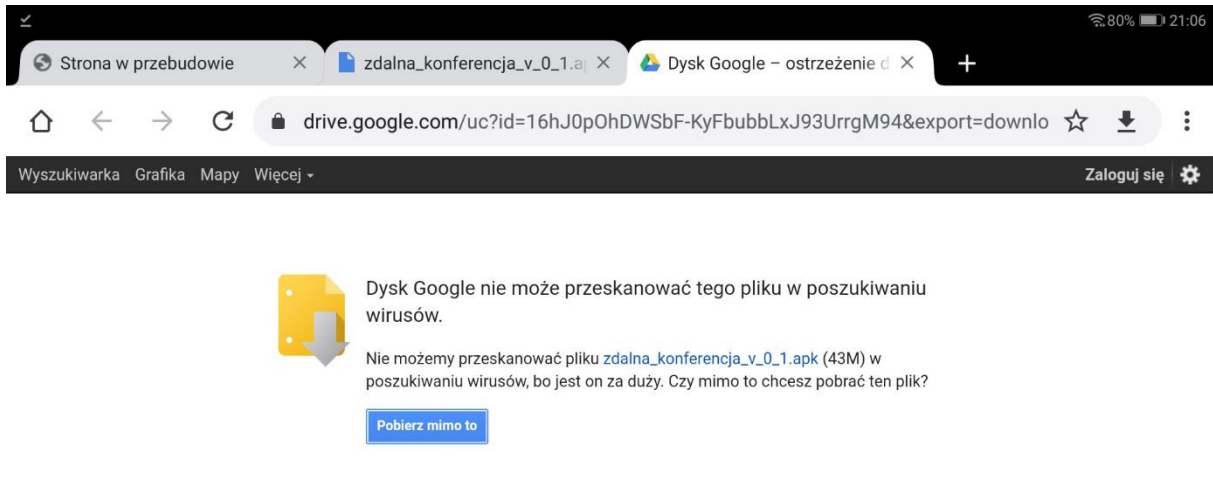 80% 21:06
Strona w przebudowie zdalna_konferencja_v_0_1.a Dysk Google – ostrzeżenie d
drive.google.com/uc?id=16hJ0pOhDWSbF-KyFbubbLxJ93UrrgM94&export=downlo
Wyszukiwarka Grafika Mapy Więcej Zaloguj się
Dysk Google nie może przeskanować tego pliku w poszukiwaniu
wirusów.
Nie możemy przeskanować pliku zdalna_konferencja_v_0_1.apk (43M) w
poszukiwaniu wirusów, bo jest on za duży. Czy mimo to chcesz pobrać ten plik?
Pobierz mimo to